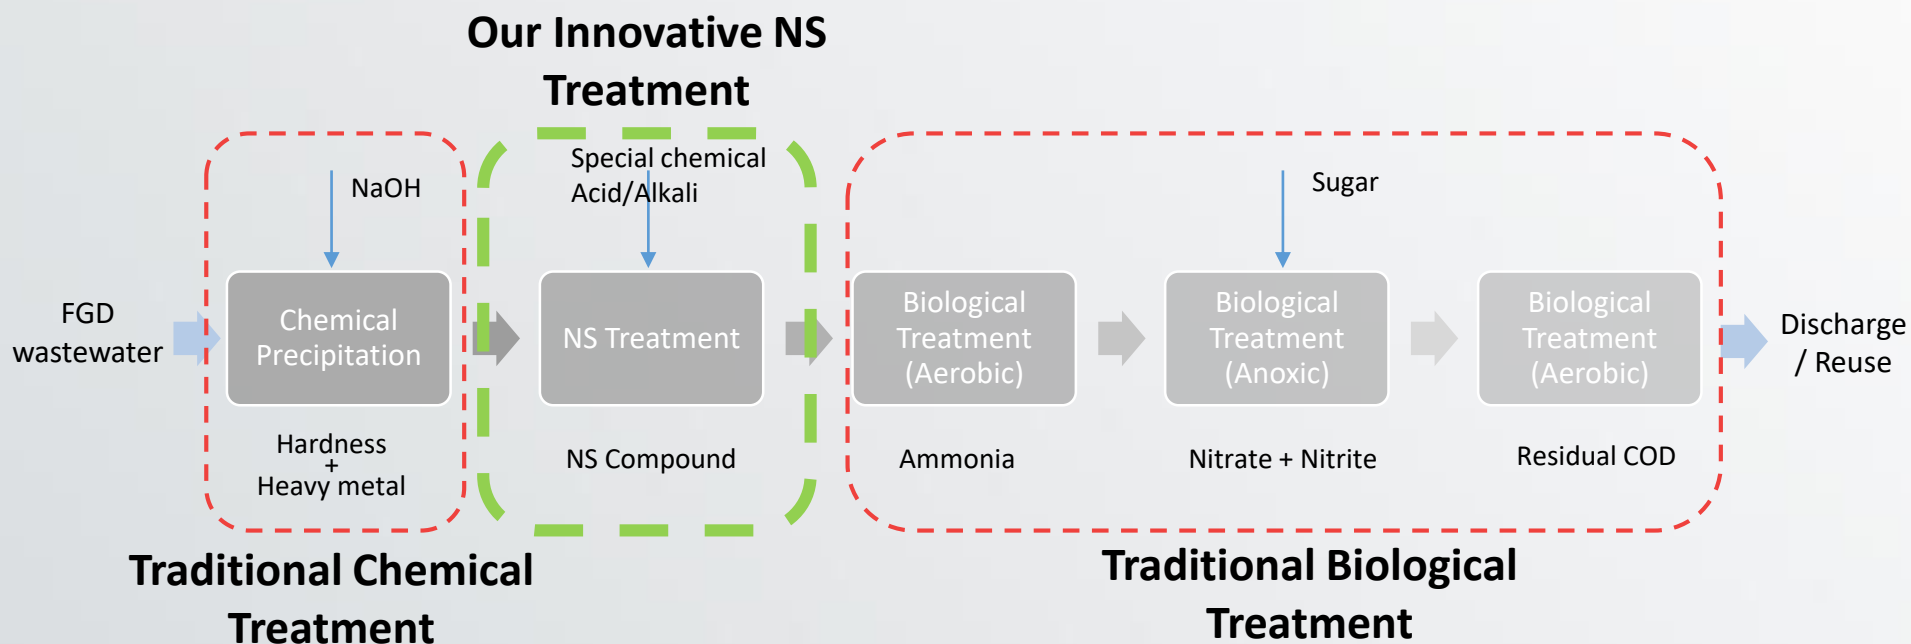 Our Innovative NS
Treatment
NaOH
Special chemical
Acid/Alkali
Sugar
FGD
wastewater
Chemical
Precipitation
NS Treatment
Biological
Treatment
(Aerobic)
Biological
Treatment
(Anoxic)
Biological
Treatment
(Aerobic)
Discharge
/ Reuse
Hardness
+
Heavy metal
NS Compound
Ammonia
Nitrate + Nitrite
Residual COD
Traditional Chemical
Treatment
Traditional Biological
Treatment